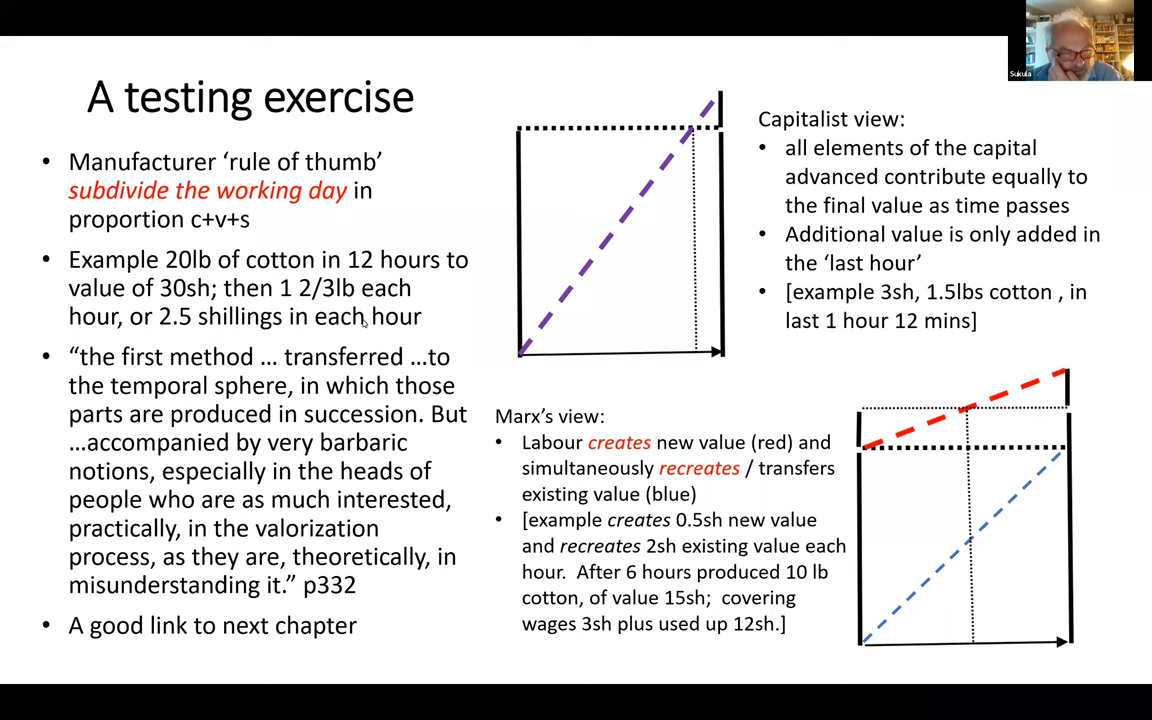 A testing exercise
• Manufacturer ‘rule of thumb’
subdivide the working day in
proportion c+v+s
• Example 20lb of cotton in 12 hours to
value of 30sh; then 1 2/3lb each
hour, or 2.5 shillings in each hour
• “the first method … transferred …to
the temporal sphere, in which those
parts are produced in succession. But
…accompanied by very barbaric
notions, especially in the heads of
people who are as much interested,
practically, in the valorization
process, as they are, theoretically, in
misunderstanding it.” p332
• A good link to next chapter
Capitalist view:
• all elements of the capital
advanced contribute equally to
the final value as time passes
• Additional value is only added in
the ‘last hour’
• [example 3sh, 1.5lbs cotton , in
last 1 hour 12 mins]
Marx’s view:
• Labour creates new value (red) and
simultaneously recreates / transfers
existing value (blue)
• [example creates 0.5sh new value
and recreates 2sh existing value each
hour. After 6 hours produced 10 lb
cotton, of value 15sh; covering
wages 3sh plus used up 12sh.]
Sukula